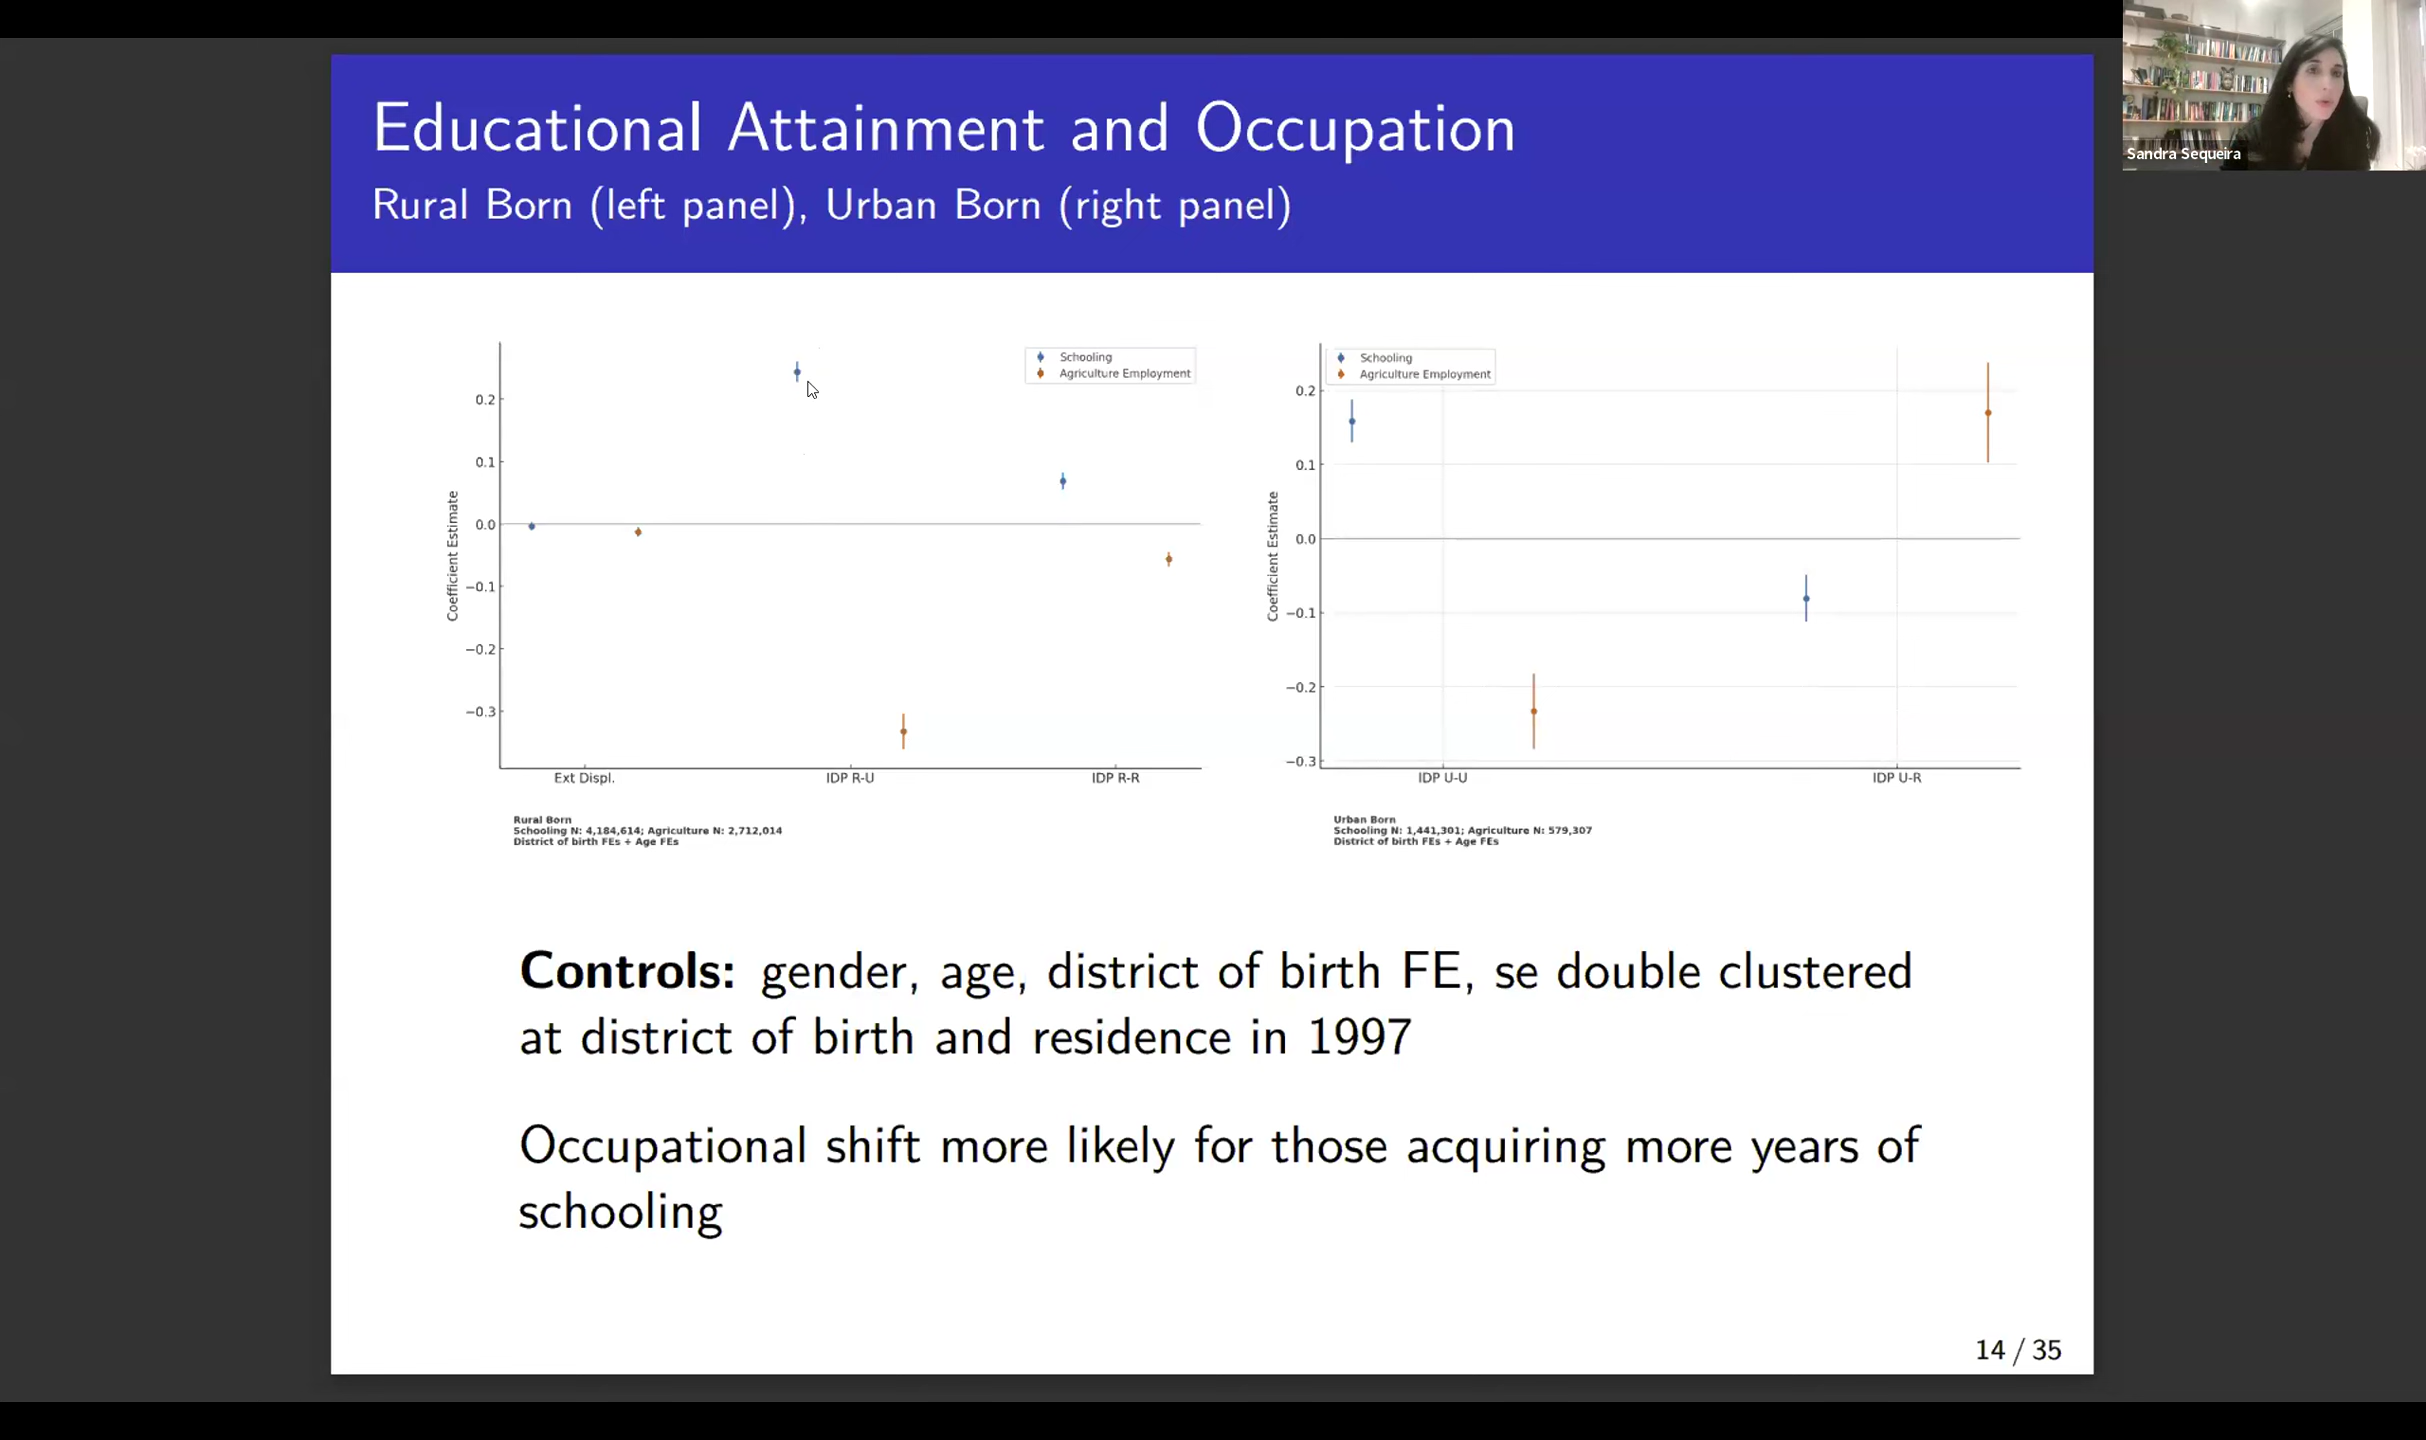 Educational Attainment and Occupation
Rural Born (left panel), Urban Born (right panel)
Sandra Sequeira
Schooling
Agriculture Employment
0.2
0.1
0.0
−0.1
−0.2
−0.3
Coefficient Estimate
Ext Displ.
IDP R-U
IDP R-R
Rural Born
Schooling N: 4,184,614; Agriculture N: 2,712,014
District of birth FEs + Age FEs
Schooling
Agriculture Employment
0.2
0.1
0.0
−0.1
−0.2
−0.3
Coefficient Estimate
IDP U-U
IDP U-R
Urban Born
Schooling N: 1,441,301; Agriculture N: 579,307
District of birth FEs + Age FEs
Controls: gender, age, district of birth FE, se double clustered
at district of birth and residence in 1997
Occupational shift more likely for those acquiring more years of
schooling
14 / 35